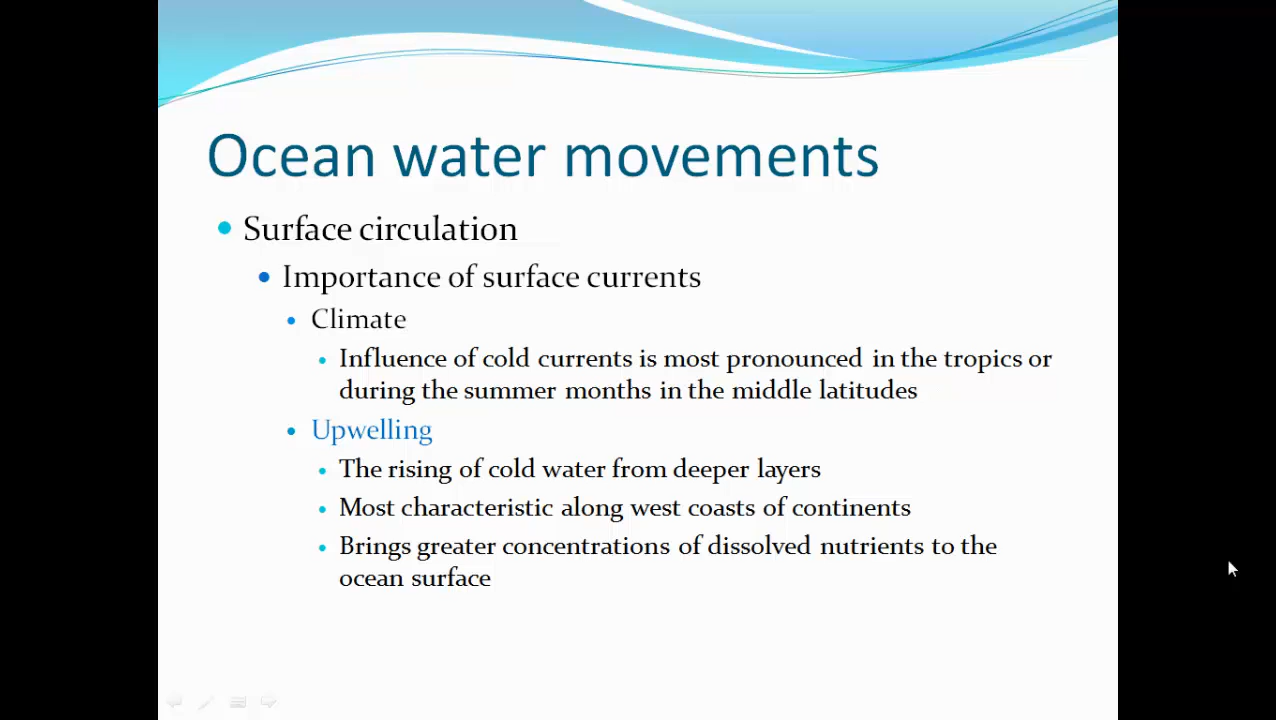 Ocean water movements
Surface circulation
Importance of surface currents
Climate
Influence of cold currents is most pronounced in the tropics or
during the summer months in the middle latitudes
Upwelling
The rising of cold water from deeper layers
Most characteristic along west coasts of continents
Brings greater concentrations of dissolved nutrients to the
ocean surface